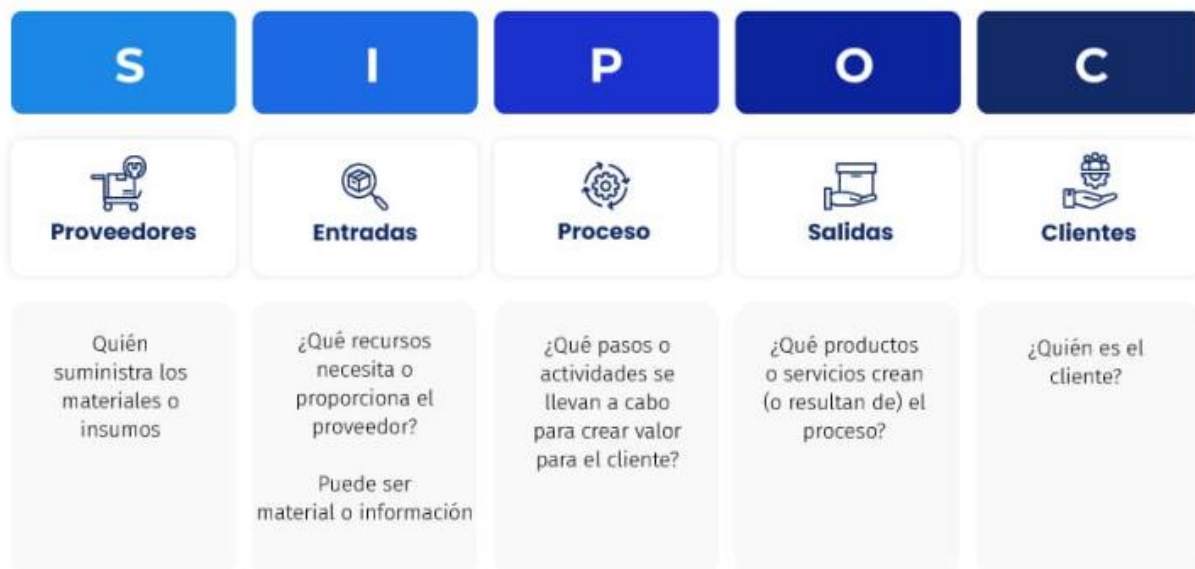 S
I
P
O
C
Proveedores
Entradas
Proceso
Salidas
Clientes
Quién
suministra los
materiales o
insumos
¿Qué recursos
necesita o
proporciona el
proveedor?
Puede ser
material o información
¿Qué pasos o
actividades se
llevan a cabo
para crear valor
para el cliente?
¿Qué productos
o servicios crean
(o resultan de) el
proceso?
¿Quién es el
cliente?